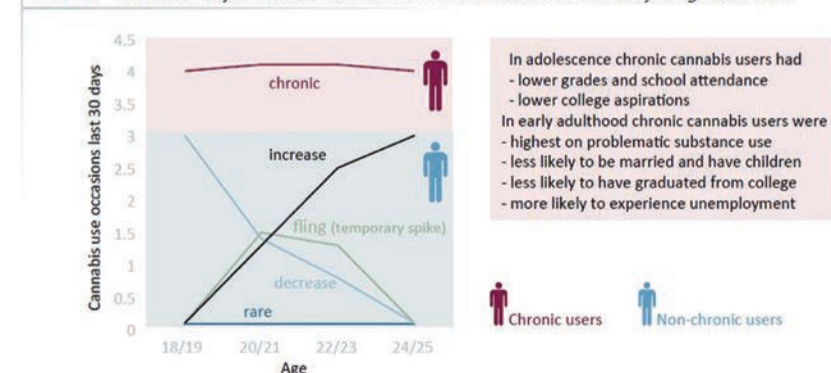 4.5
4
3.5
3
2.5
2
1.5
1
0.5
0
Cannabis use occasions last 30 days
chronic
increase
fling (temporary spike)
decrease
rare
18/19 20/21 22/23 24/25
Age
In adolescence chronic cannabis users had
- lower grades and school attendance
- lower college aspirations
In early adulthood chronic cannabis users were
- highest on problematic substance use
- less likely to be married and have children
- less likely to have graduated from college
- more likely to experience unemployment
Chronic users
Non-chronic users